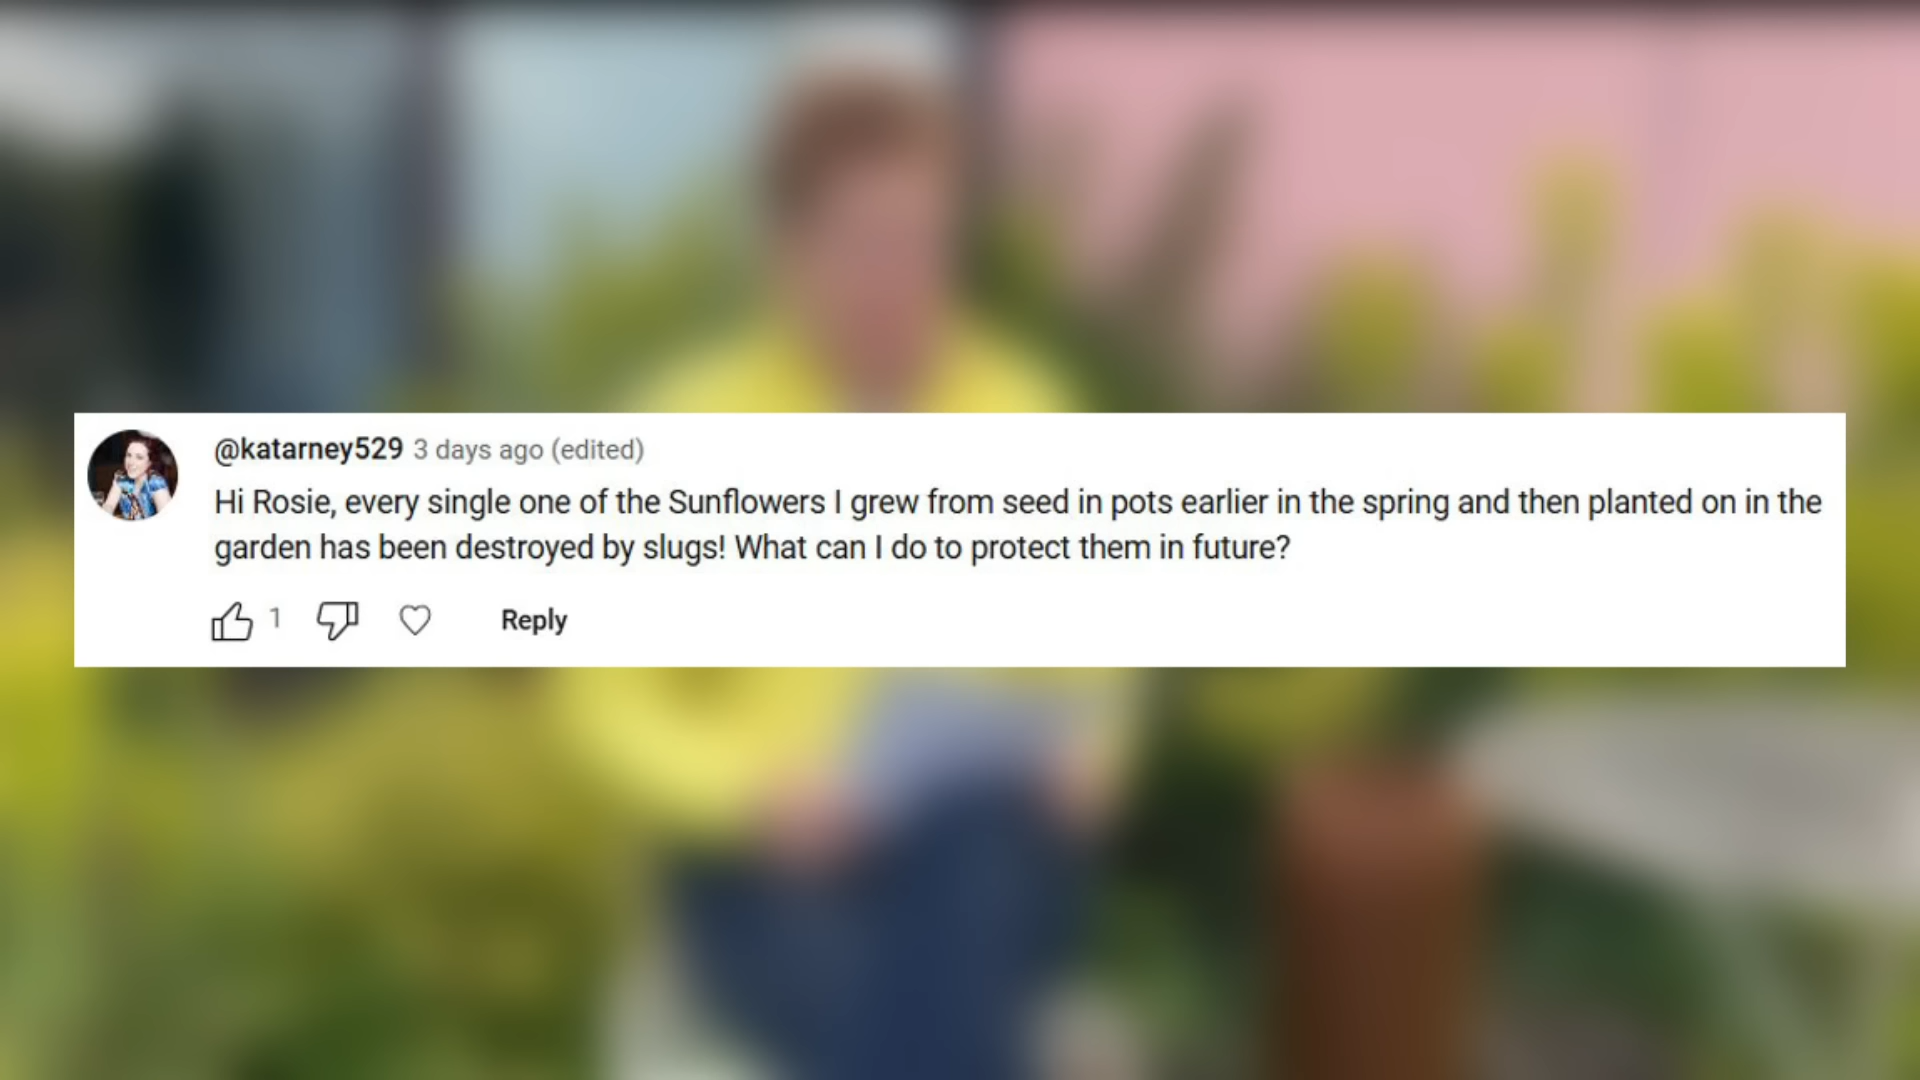 @katarney529 3 days ago (edited)
Hi Rosie, every single one of the Sunflowers I grew from seed in pots earlier in the spring and then planted on in the
garden has been destroyed by slugs! What can I do to protect them in future?
1 Reply